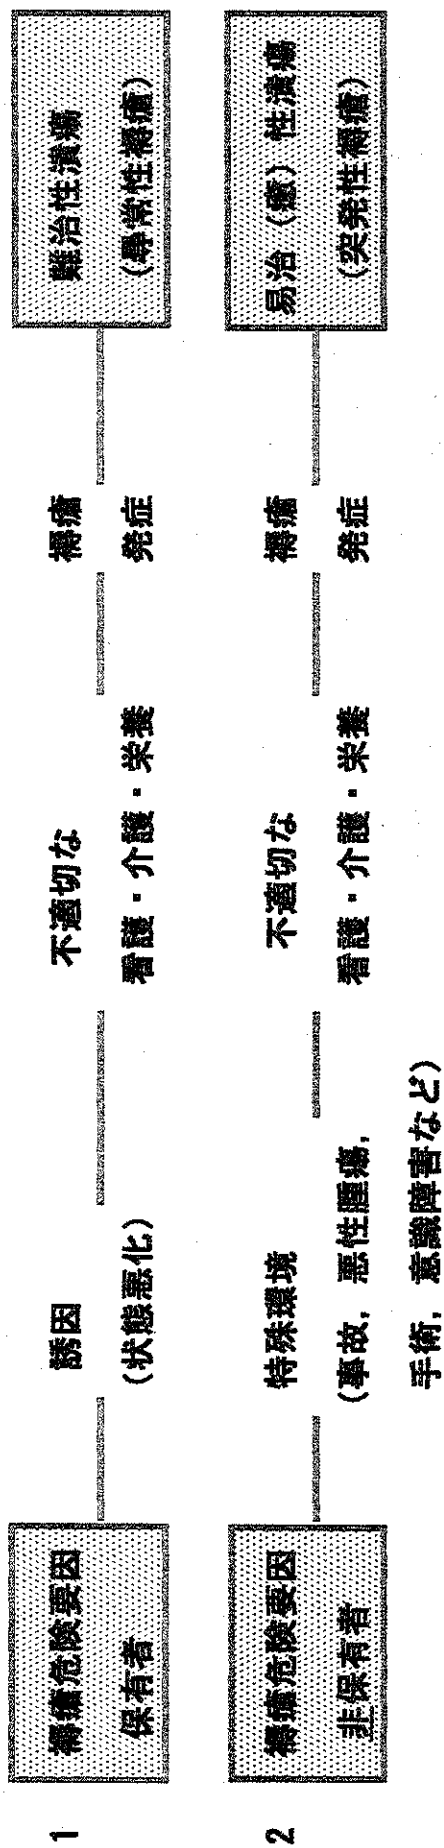 1
褥瘡危険要因
保有者
誘因
(状態悪化)
不適切な
看護・介護・栄養
褥瘡
発症
難治性潰瘍
(尋常性褥瘡)
2
褥瘡危険要因
非保有者
特殊環境
(事故, 悪性腫瘍,
手術, 意識障害など)
不適切な
看護・介護・栄養
褥瘡
発症
易治(癒)性潰瘍
(突発性褥瘡)